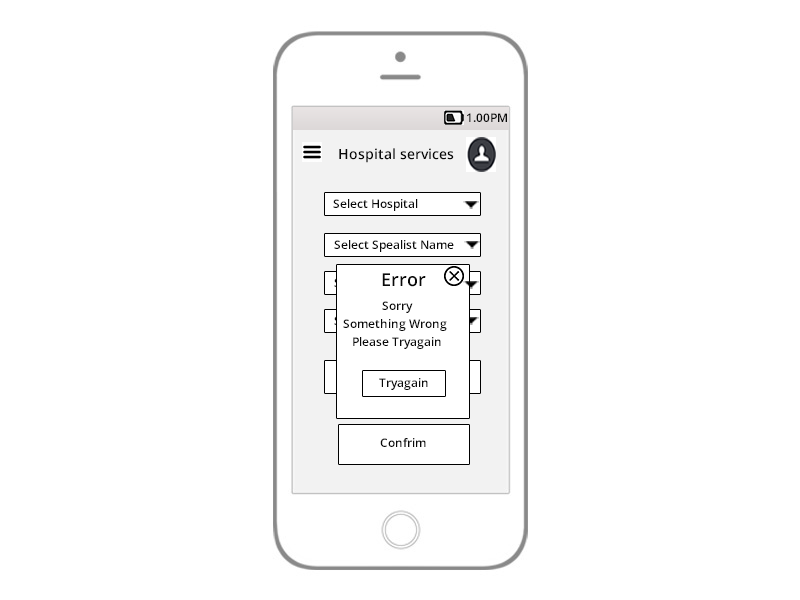 1.00PM
Hospital services
Select Hospital
Select Spealist Name
Error
Sorry
Something Wrong
Please Tryagain
Tryagain
Confrim